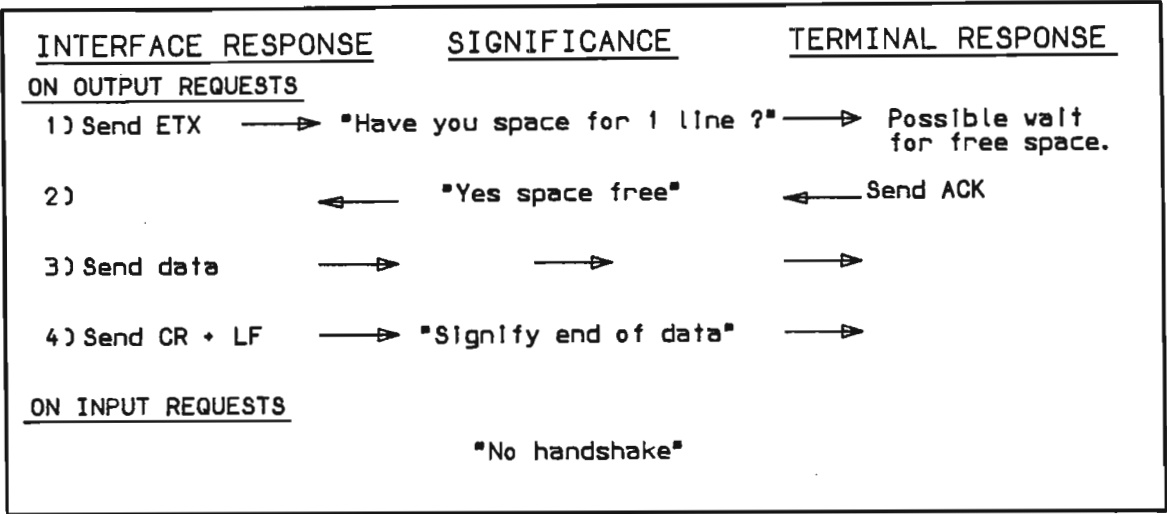 INTERFACE RESPONSE SIGNIFICANCE TERMINAL RESPONSE
ON OUTPUT REQUESTS
1) Send ETX "Have you space for 1 line ?" Possible wait
for free space.
2) "Yes space free" Send ACK
3) Send data
4) Send CR + LF "Signify end of data"
ON INPUT REQUESTS
"No handshake"